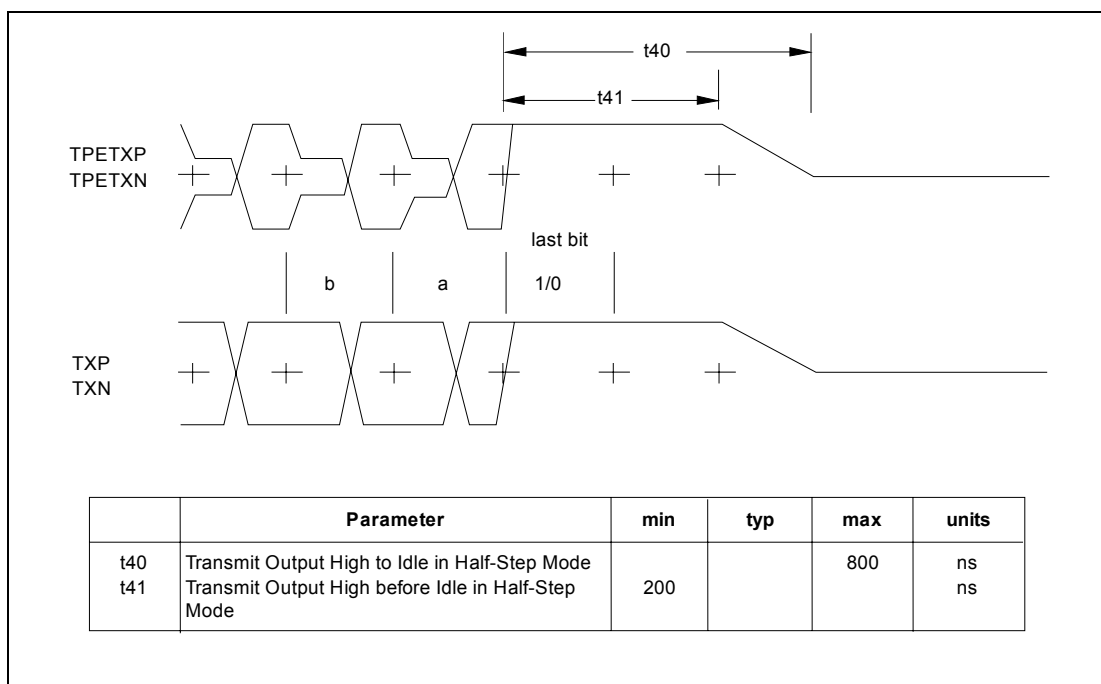 t40
t41
TPETXP
TPETXN
last bit
b a 1/0
TXP
TXN
Parameter min typ max units
t40 Transmit Output High to Idle in Half-Step Mode 800 ns
t41 Transmit Output High before Idle in Half-Step 200 ns
Mode